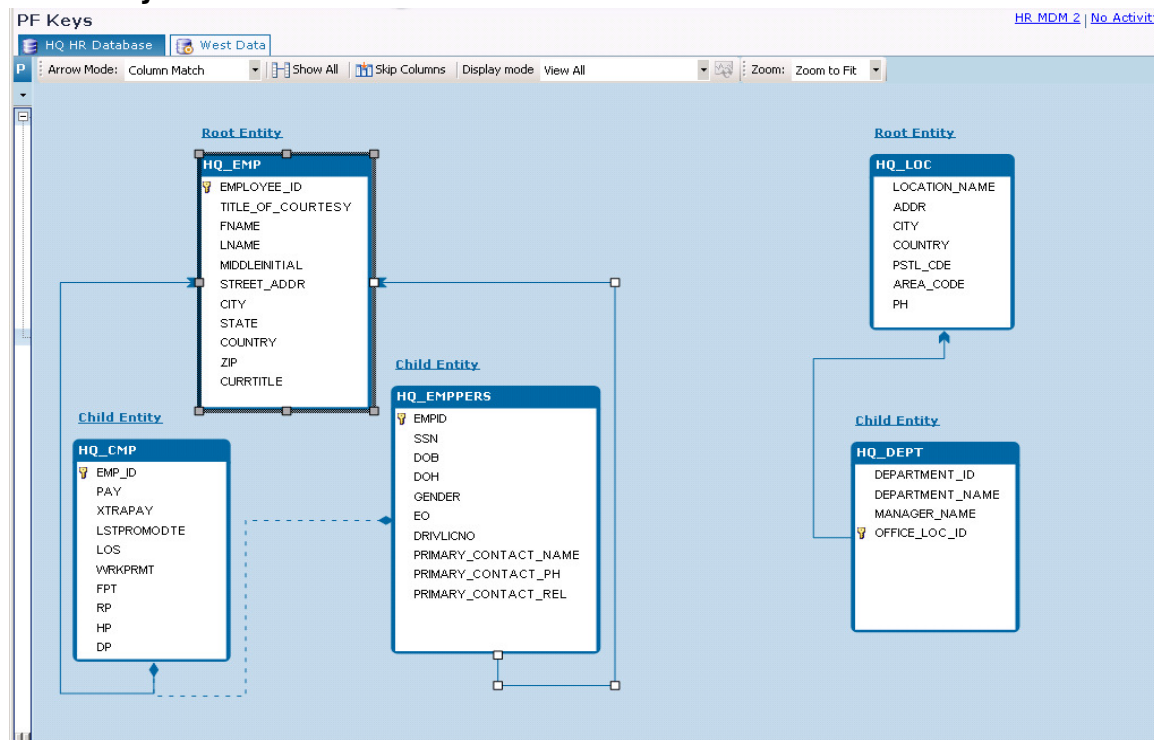 PF Keys
HR MDM 2 | No Activity
HQ HR Database
West Data
P
Arrow Mode: Column Match
Show All
Skip Columns
Display mode View All
Zoom: Zoom to Fit
Root Entity
HQ_EMP
EMPLOYEE_ID
TITLE_OF_COURTESY
FNAME
LNAME
MIDDLEINITIAL
STREET_ADDR
CITY
STATE
COUNTRY
ZIP
CURRTITLE
Root Entity
HQ_LOC
LOCATION_NAME
ADDR
CITY
COUNTRY
PSTL_CDE
AREA_CODE
PH
Child Entity
HQ_CMP
EMP_ID
PAY
XTRAPAY
LSTPROMODTE
LOS
WRKPRMT
FPT
RP
HP
DP
Child Entity
HQ_EMPPERS
EMPID
SSN
DOB
DOH
GENDER
EO
DRIVLICNO
PRIMARY_CONTACT_NAME
PRIMARY_CONTACT_PH
PRIMARY_CONTACT_REL
Child Entity
HQ_DEPT
DEPARTMENT_ID
DEPARTMENT_NAME
MANAGER_NAME
OFFICE_LOC_ID